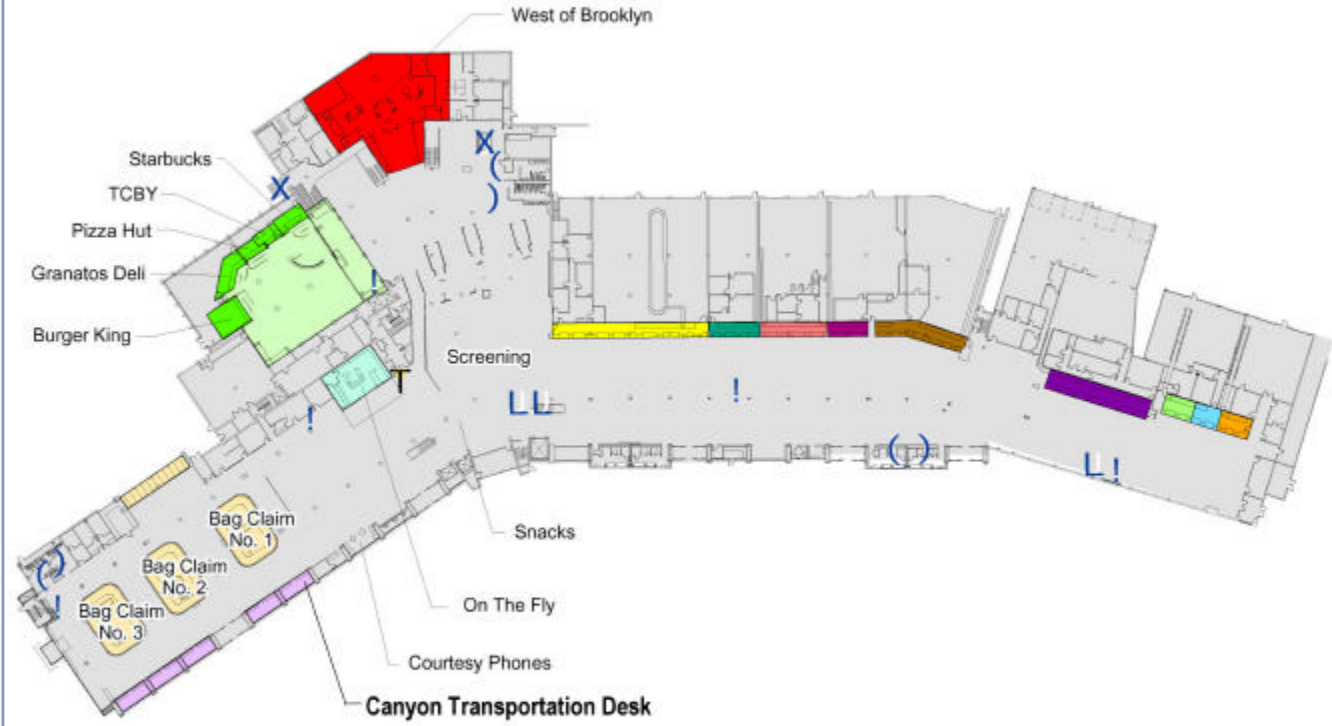 West of Brooklyn
X
(
)
Starbucks
X
TCBY
Pizza Hut
Granatos Deli
!
Burger King
Screening
T
!
LL
!
( )
L!
Bag Claim
No. 1
Snacks
Bag Claim
No. 2
( )
!
Bag Claim
No. 3
On The Fly
Courtesy Phones
Canyon Transportation Desk